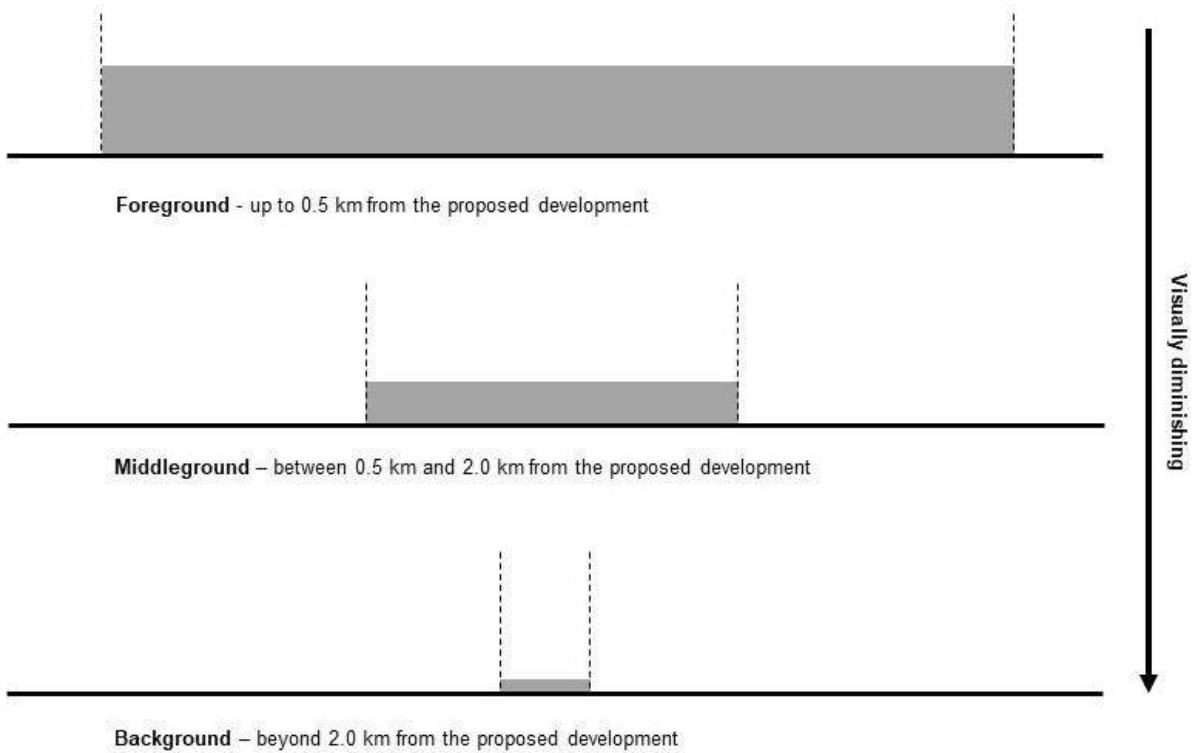 Foreground - up to 0.5 km from the proposed development
Visually diminishing
Middleground – between 0.5 km and 2.0 km from the proposed development
Background – beyond 2.0 km from the proposed development